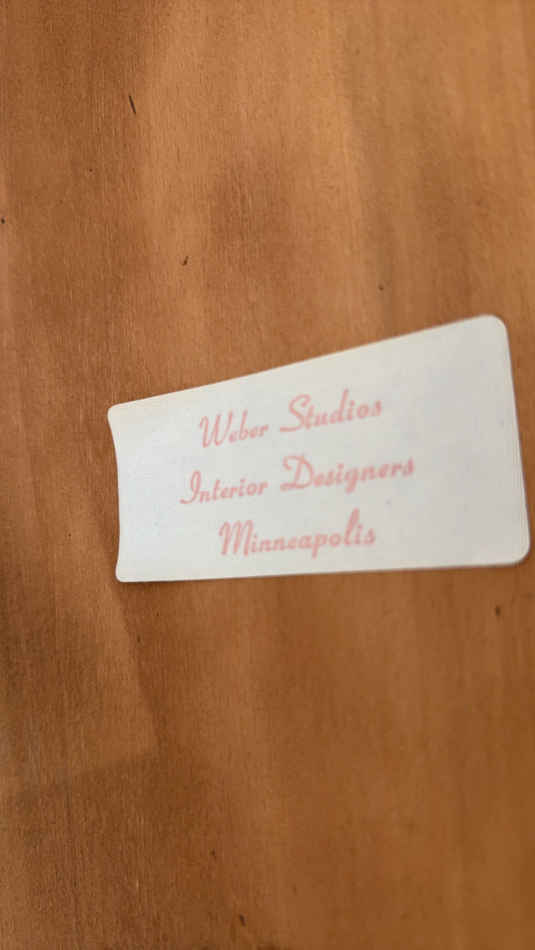 Weber Studios
Interior Designers
Minneapolis